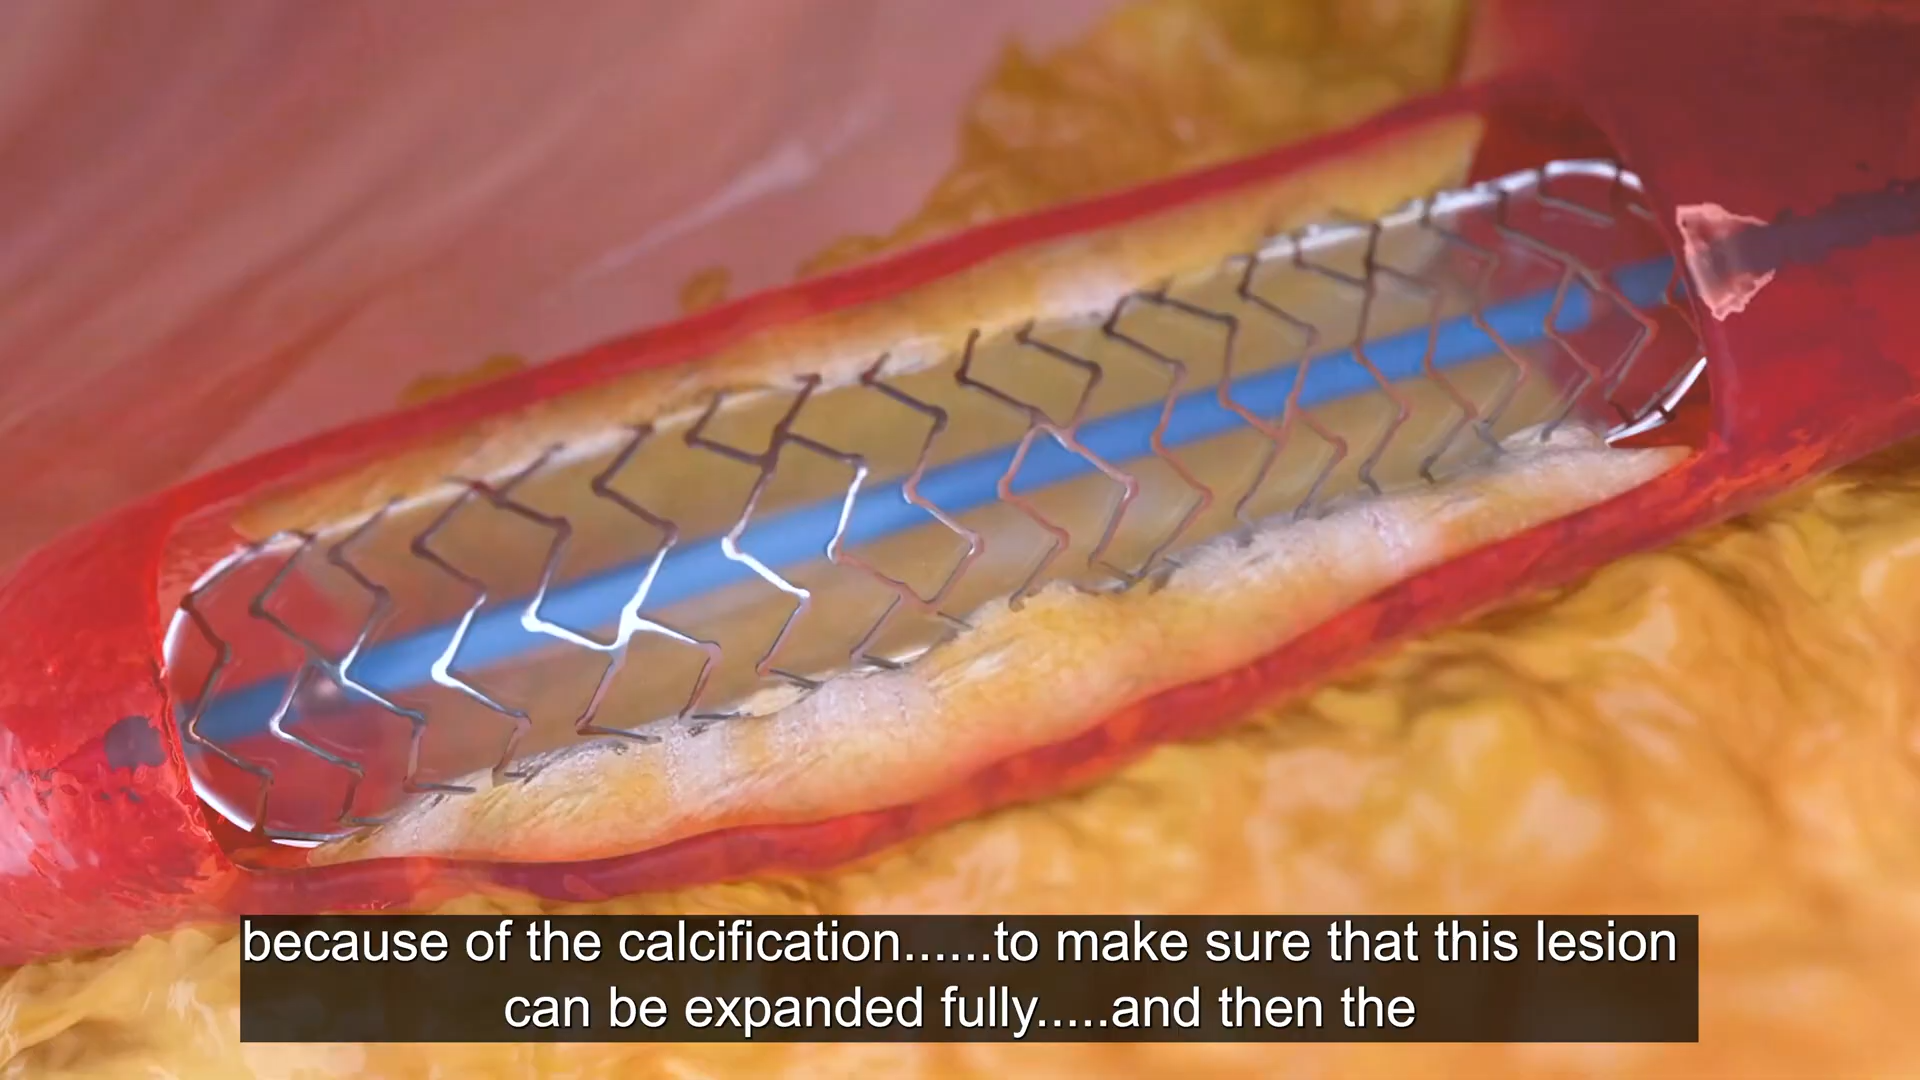 because of the calcification......to make sure that this lesion
can be expanded fully.....and then the